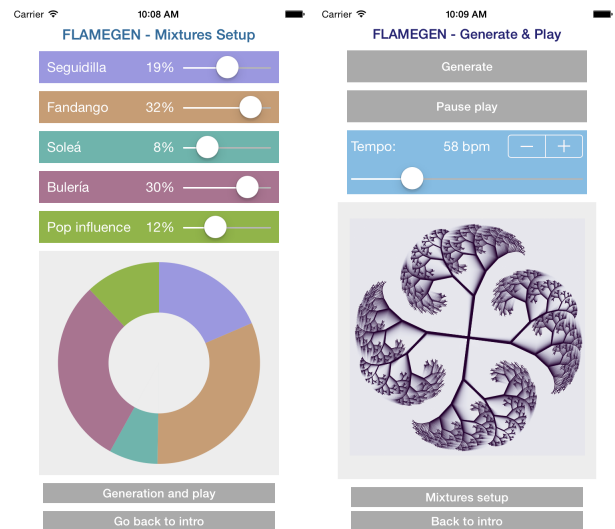 Carrier 10:08 AM
FLAMEGEN - Mixtures Setup
Seguidilla 19%
Fandango 32%
Soleá 8%
Bulería 30%
Pop influence 12%
Generation and play
Go back to intro
Carrier 10:09 AM
FLAMEGEN - Generate & Play
Generate
Pause play
Tempo: 58 bpm
Mixtures setup
Back to intro